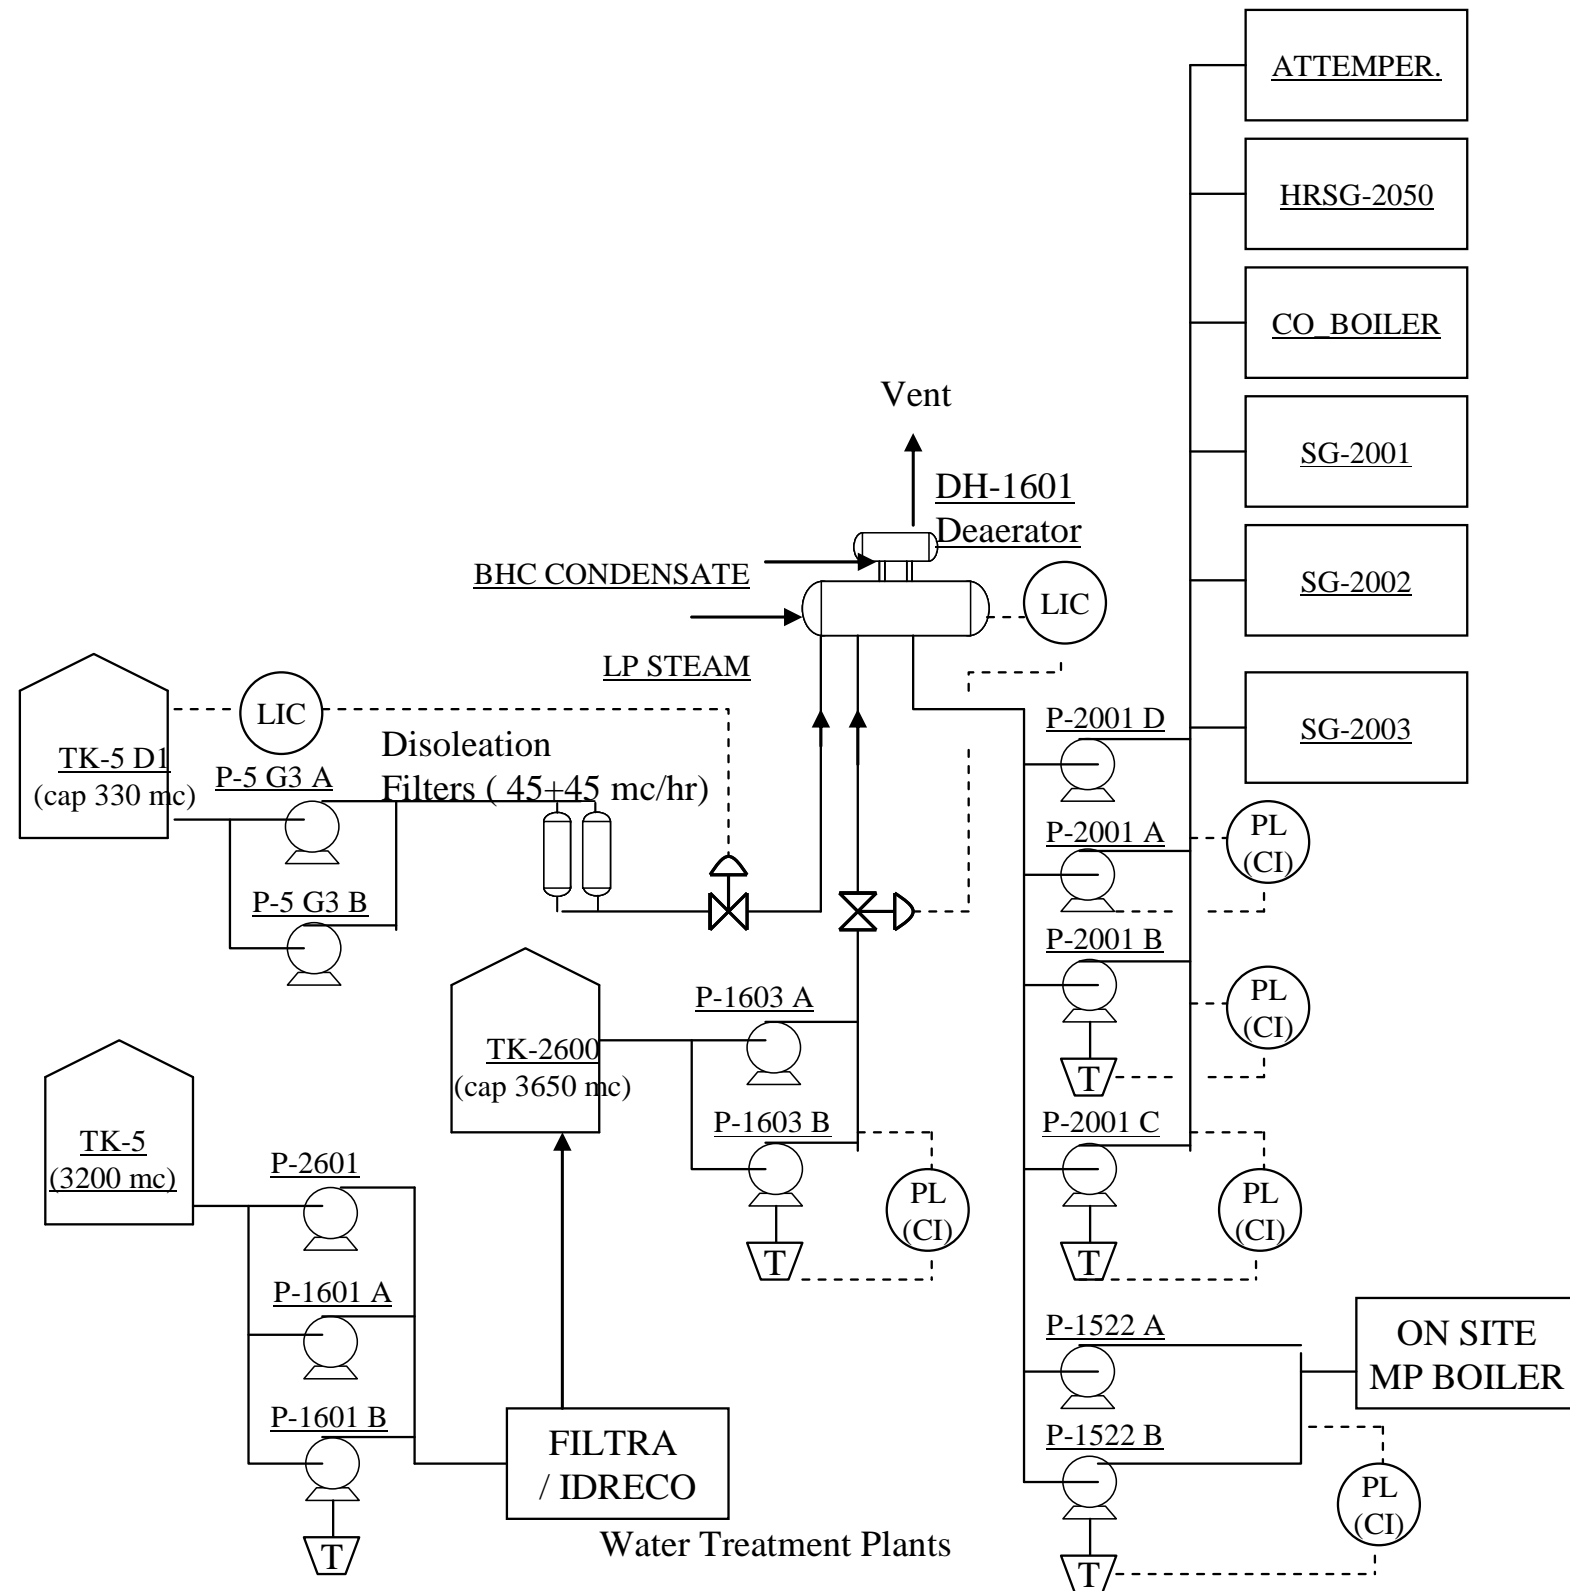 ATTEMPER.
HRSG-2050
CO_BOILER
Vent
SG-2001
DH-1601
Deaerator
BHC CONDENSATE
LIC
SG-2002
LP STEAM
LIC
P-2001 D
SG-2003
TK-5 D1
(cap 330 mc)
P-5 G3 A
Disoleation
Filters ( 45+45 mc/hr)
P-2001 A
PL
(CI)
P-5 G3 B
P-2001 B
P-1603 A
PL
(CI)
TK-2600
(cap 3650 mc)
T
P-1603 B
P-2001 C
TK-5
(3200 mc)
P-2601
PL
(CI)
PL
(CI)
T
T
P-1601 A
P-1522 A
ON SITE
MP BOILER
P-1601 B
FILTRA
/ IDRECO
P-1522 B
PL
(CI)
Water Treatment Plants
T
T